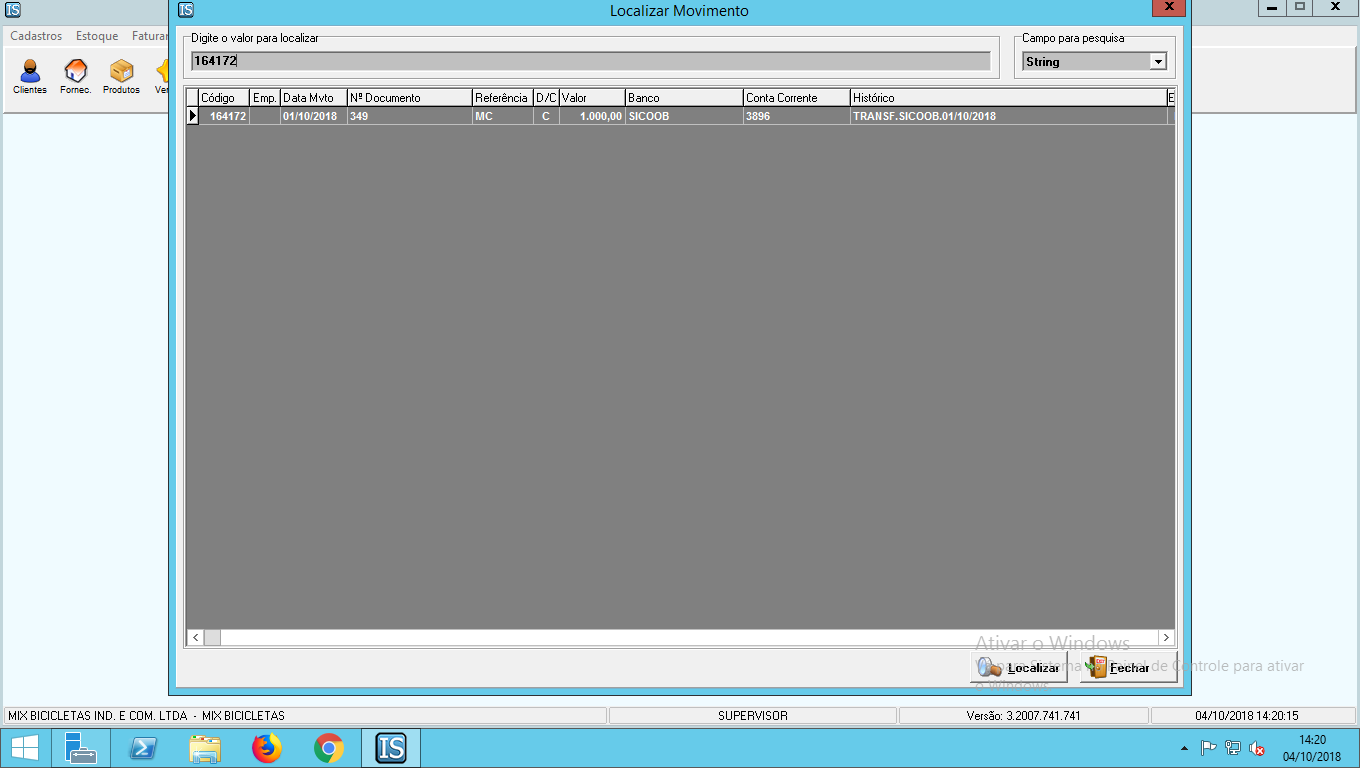 IS
IS Localizar Movimento
Cadastros Estoque Faturar
Clientes Fornec. Produtos
Digite o valor para localizar
164172
Campo para pesquisa
String
Código Emp. Data Mvto Nº Documento Referência D/C Valor Banco Conta Corrente Histórico E
164172 01/10/2018 349 MC C 1.000,00 SICOOB 3896 TRANSF.SICOOB.01/10/2018
Ativar o Windows
de Controle para ativar
o Windows.
Localizar Fechar
MIX BICICLETAS IND. E COM. LTDA - MIX BICICLETAS SUPERVISOR Versão: 3.2007.741.741 04/10/2018 14:20:15
IS
14:20
04/10/2018